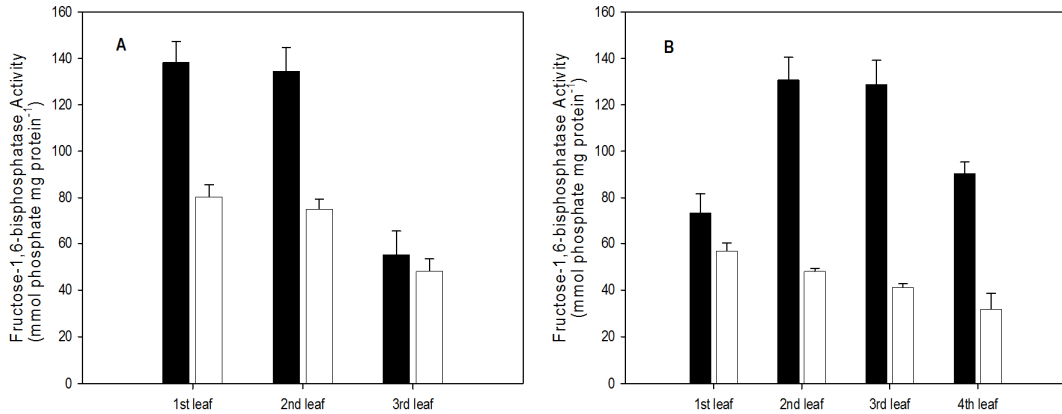 Fructose-1,6-bisphosphatase Activity
(mmol phosphate mg protein⁻¹)
160
140
120
100
80
60
40
20
0
A
1st leaf 2nd leaf 3rd leaf
Fructose-1,6-bisphosphatase Activity
(mmol phosphate mg protein⁻¹)
160
140
120
100
80
60
40
20
0
B
1st leaf 2nd leaf 3rd leaf 4th leaf